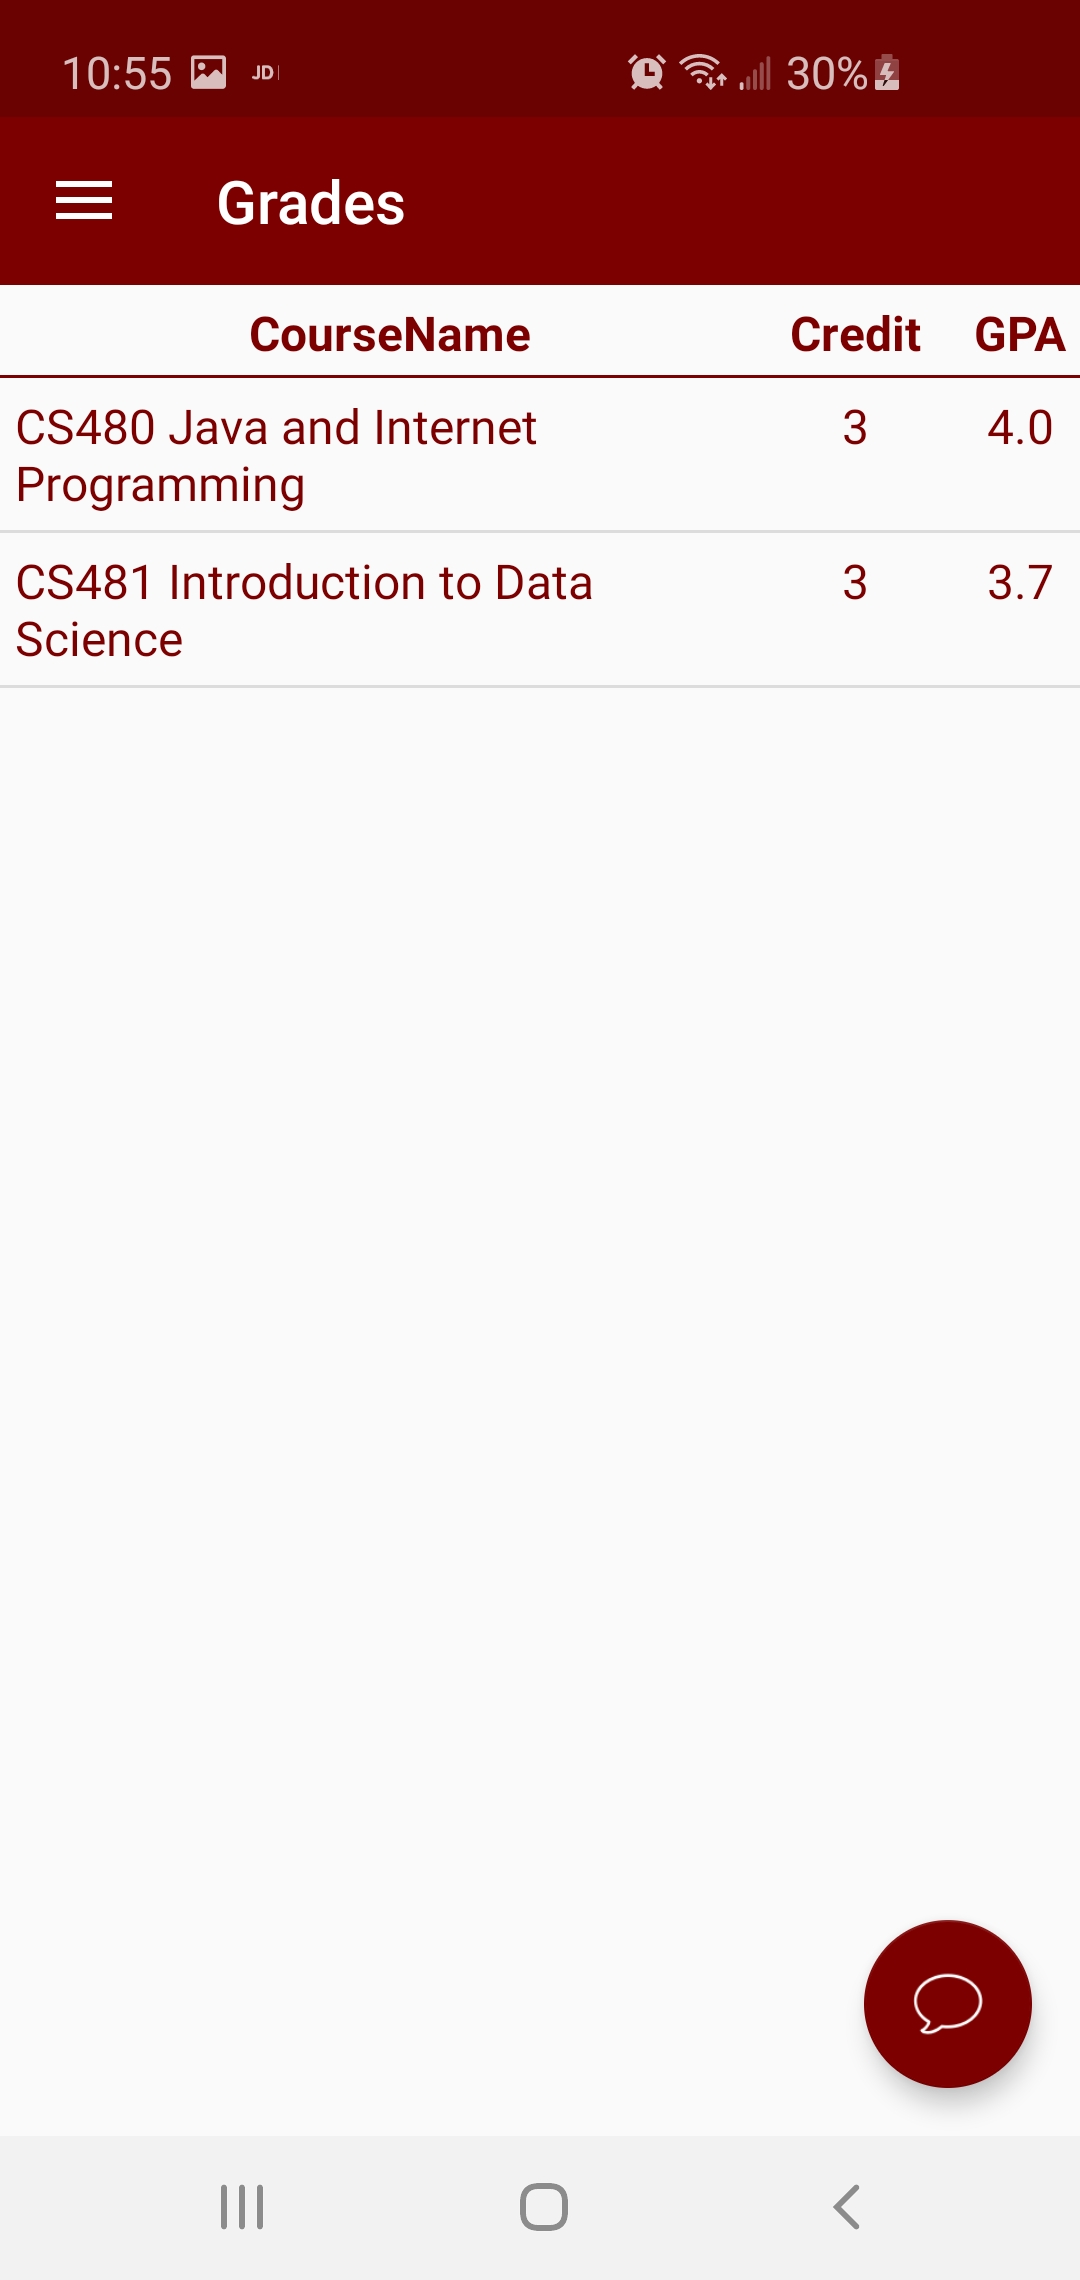 10:55 JD 30%
Grades
CourseName Credit GPA
CS480 Java and Internet 3 4.0
Programming
CS481 Introduction to Data 3 3.7
Science